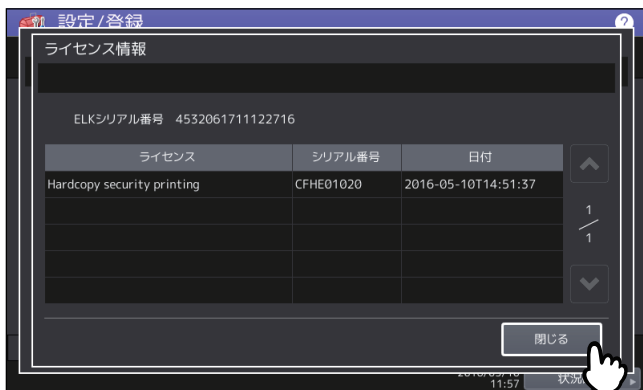 設定/登録
?
ライセンス情報
ELKシリアル番号 4532061711122716
ライセンス シリアル番号 日付
Hardcopy security printing CFHE01020 2016-05-10T14:51:37
1
1
閉じる
11:57 状況